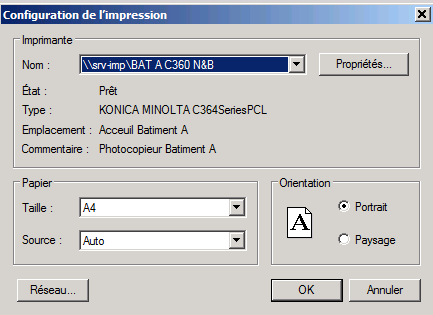 Configuration de l'impression
Imprimante
Nom : \\srv-imp\BAT A C360 N&B Propriétés...
État : Prêt
Type : KONICA MINOLTA C364SeriesPCL
Emplacement : Acceuil Batiment A
Commentaire : Photocopieur Batiment A
Papier
Taille : A4
Source : Auto
Orientation
A
Portrait
Paysage
Réseau... OK Annuler